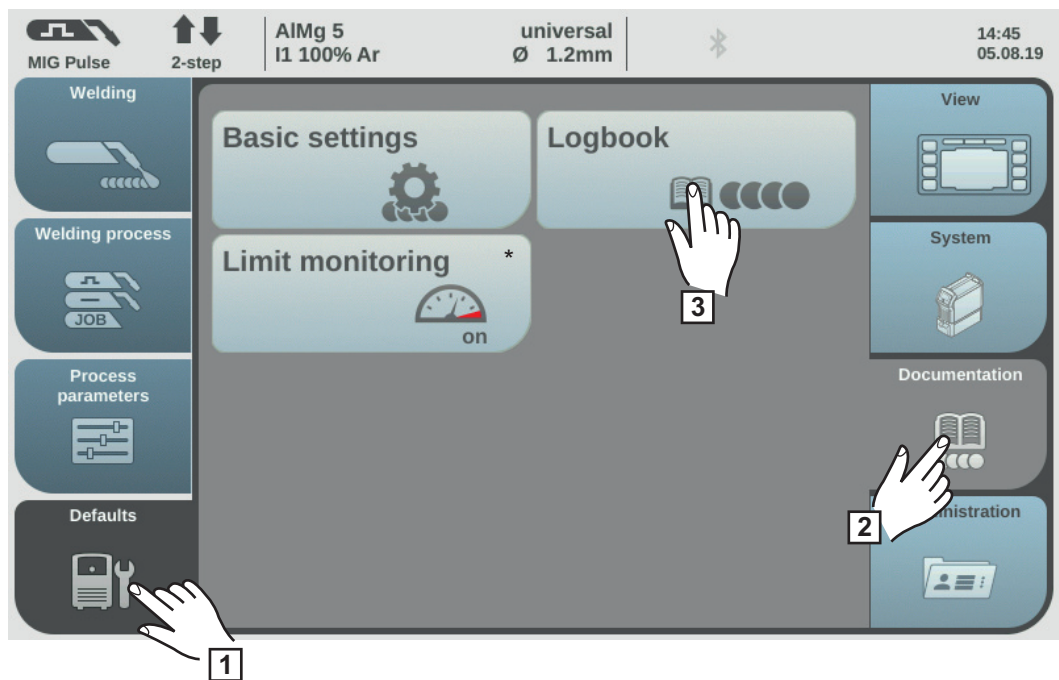 MIG Pulse
2-step
AlMg 5
I1 100% Ar
universal
Ø 1.2mm
14:45
05.08.19
Welding
Welding process
JOB
Process
parameters
Defaults
Basic settings
Logbook
Limit monitoring *
on
View
System
Documentation
3
2
1